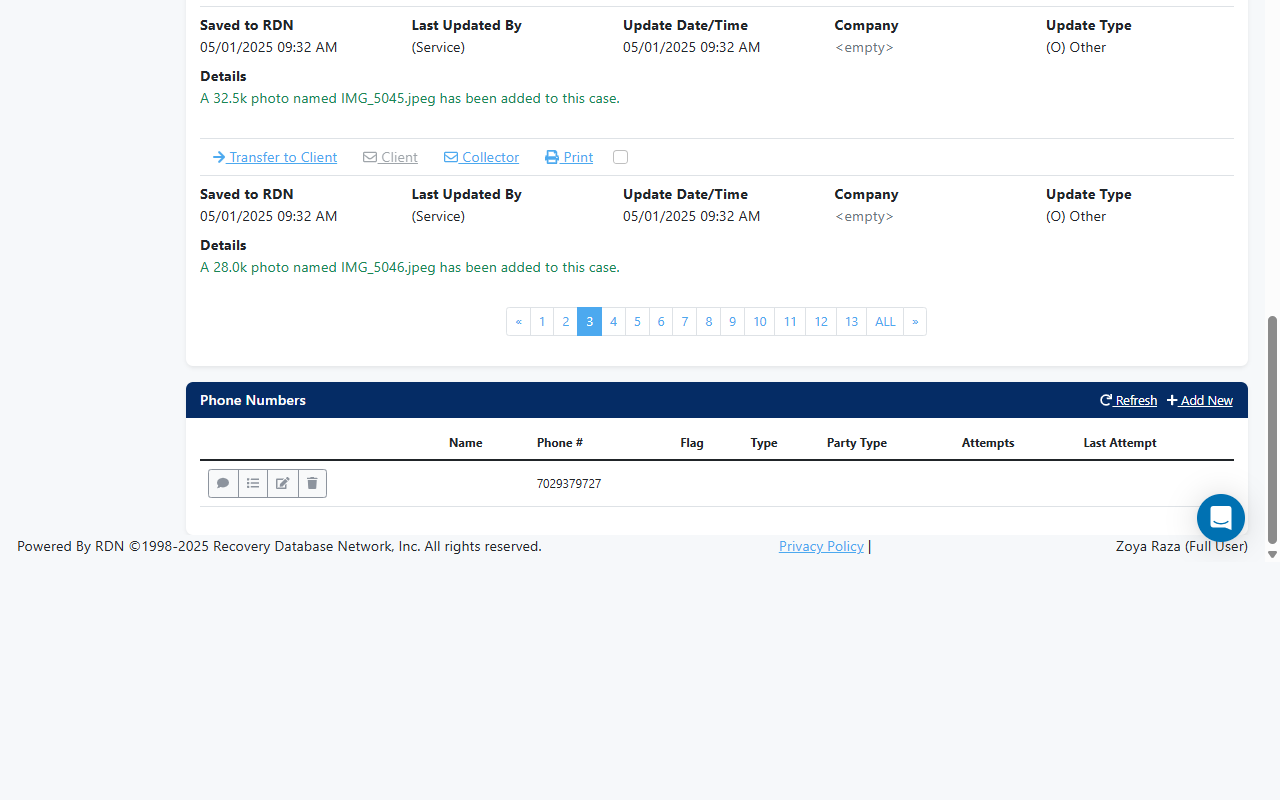 Saved to RDN Last Updated By Update Date/Time Company Update Type
05/01/2025 09:32 AM (Service) 05/01/2025 09:32 AM <empty> (O) Other
Details
A 32.5k photo named IMG_5045.jpeg has been added to this case.
Transfer to Client Client Collector Print
Saved to RDN Last Updated By Update Date/Time Company Update Type
05/01/2025 09:32 AM (Service) 05/01/2025 09:32 AM <empty> (O) Other
Details
A 28.0k photo named IMG_5046.jpeg has been added to this case.
« 1 2 3 4 5 6 7 8 9 10 11 12 13 ALL »
Phone Numbers Refresh Add New
Name Phone # Flag Type Party Type Attempts Last Attempt
7029379727
Powered By RDN ©1998-2025 Recovery Database Network, Inc. All rights reserved. Privacy Policy | Zoya Raza (Full User)